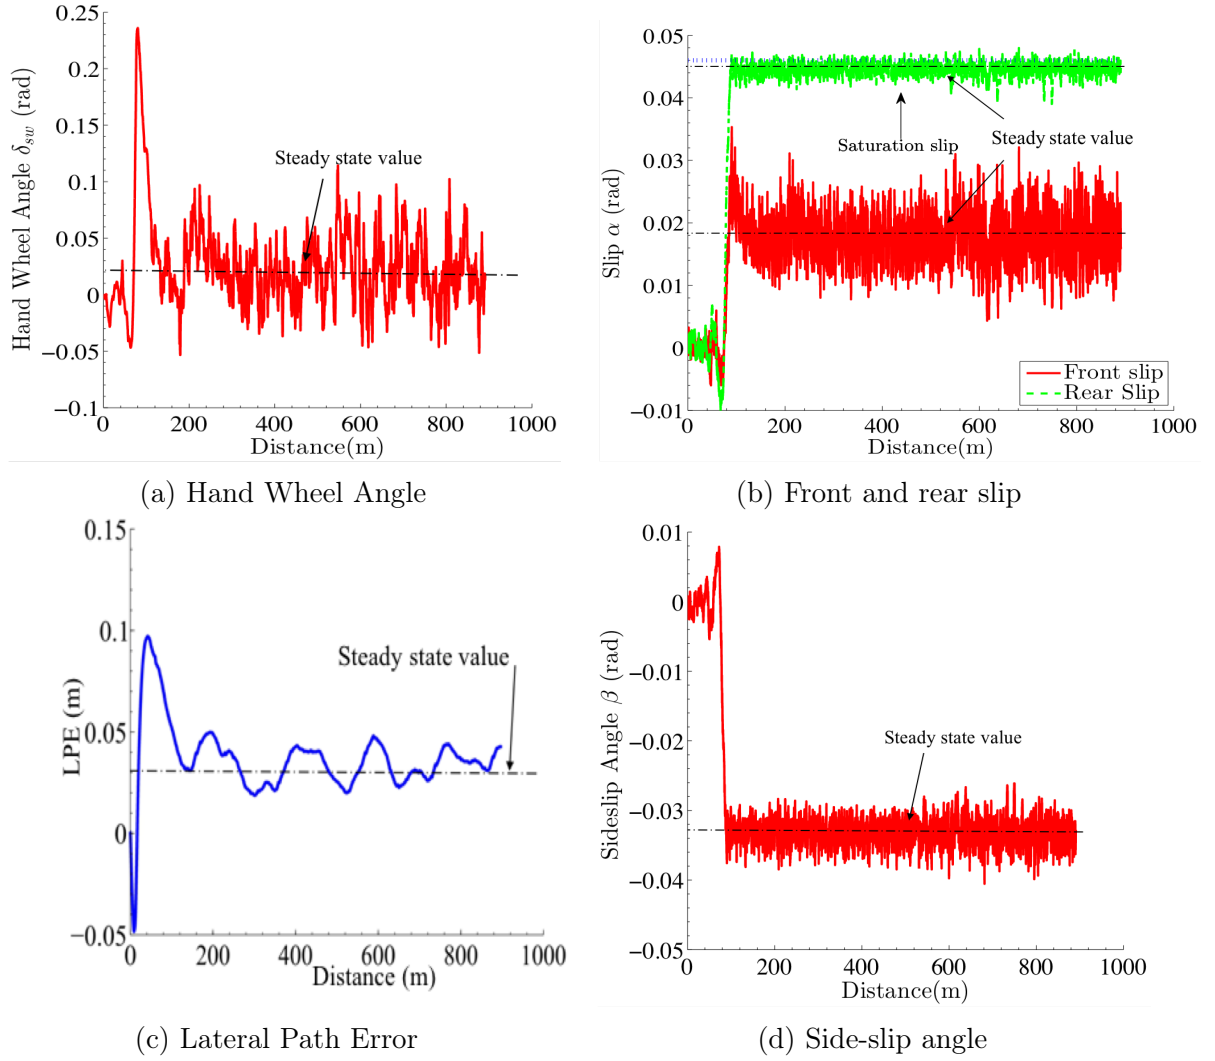 0.25
0.2
0.15
0.1
0.05
0
−0.05
−0.1
Hand Wheel Angle δsw (rad)
Steady state value
0 200 400 600 800 1000
Distance(m)
(a) Hand Wheel Angle
0.05
0.04
0.03
0.02
0.01
0
−0.01
Slip α (rad)
Saturation slip
Steady state value
Front slip
Rear Slip
0 200 400 600 800 1000
Distance(m)
(b) Front and rear slip
0.15
0.1
0.05
0
-0.05
LPE (m)
Steady state value
0 200 400 600 800 1000
Distance (m)
(c) Lateral Path Error
0.01
0
−0.01
−0.02
−0.03
−0.04
−0.05
Sideslip Angle β (rad)
Steady state value
0 200 400 600 800 1000
Distance(m)
(d) Side-slip angle